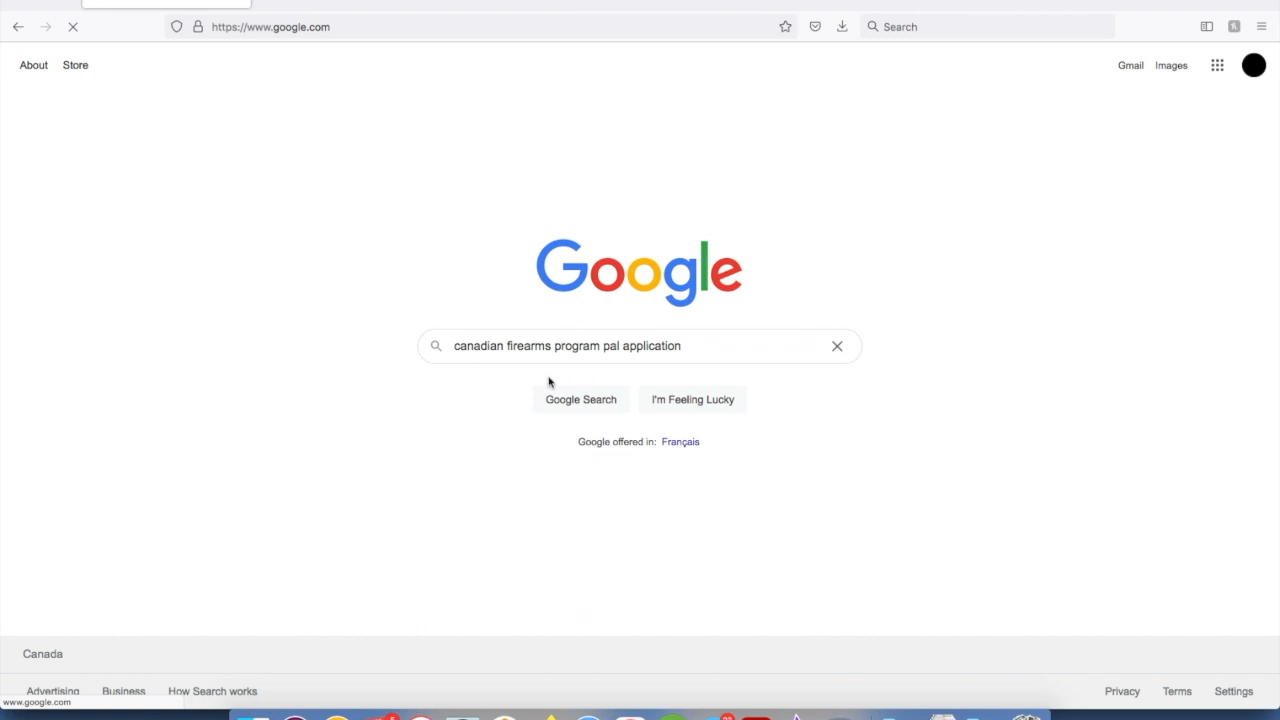 https://www.google.com
Search
About
Store
Gmail
Images
Google
canadian firearms program pal application
Google Search
I'm Feeling Lucky
Google offered in: Français
Canada
Advertising
Business
How Search works
Privacy
Terms
Settings
www.google.com